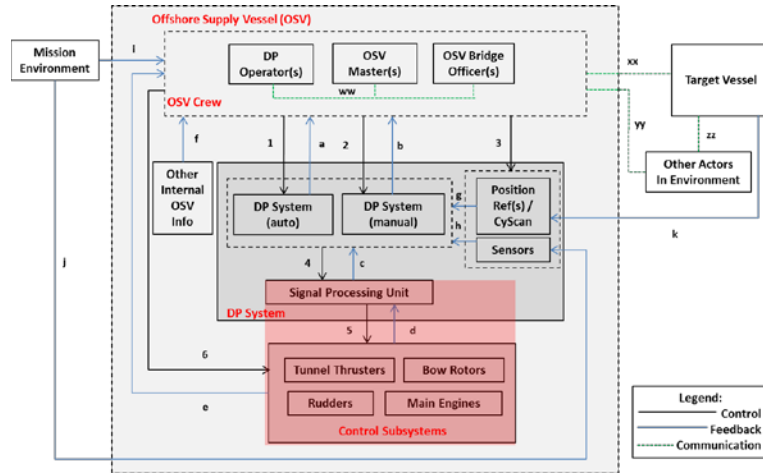 Offshore Supply Vessel (OSV)
Mission
Environment
i
DP
Operator(s)
OSV
Master(s)
OSV Bridge
Officer(s)
ww
OSV Crew
xx
Target Vessel
yy
zz
Other Actors
In Environment
f
1
a
2
b
3
Other
Internal
OSV
Info
DP System
(auto)
DP System
(manual)
g
h
Position
Ref(s) /
CyScan
Sensors
k
j
4
c
Signal Processing Unit
DP System
5
d
6
e
Tunnel Thrusters
Bow Rotors
Rudders
Main Engines
Control Subsystems
Legend:
Control
Feedback
Communication